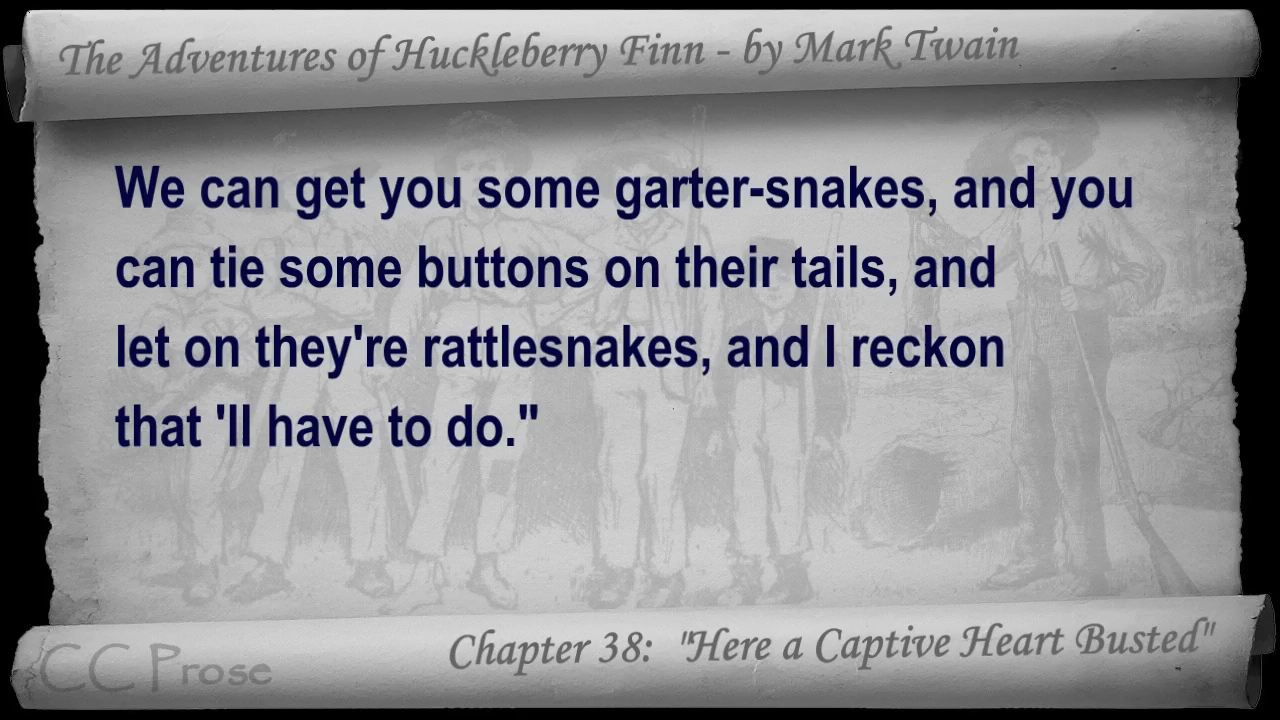 The Adventures of Huckleberry Finn - by Mark Twain
We can get you some garter-snakes, and you
can tie some buttons on their tails, and
let on they're rattlesnakes, and I reckon
that 'll have to do."
Chapter 38: "Here a Captive Heart Busted"
CC Prose